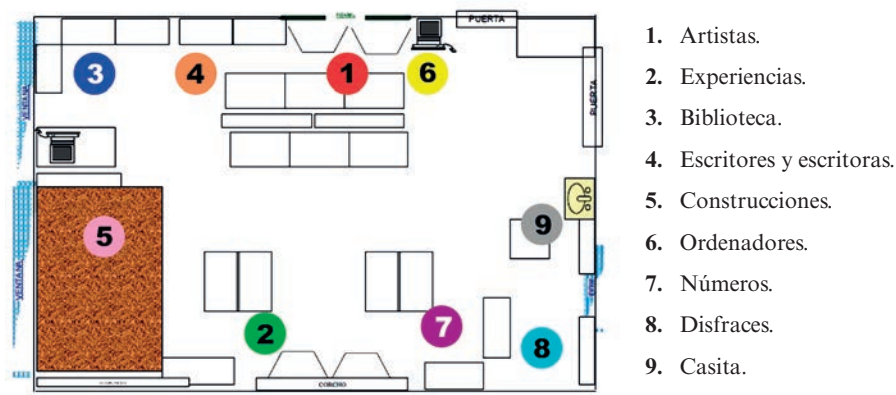 PUERTA
PUERTA
VENTANA
VENTANA
CORCHO
3
4
1
6
5
9
2
7
8
1. Artistas.
2. Experiencias.
3. Biblioteca.
4. Escritores y escritoras.
5. Construcciones.
6. Ordenadores.
7. Números.
8. Disfraces.
9. Casita.